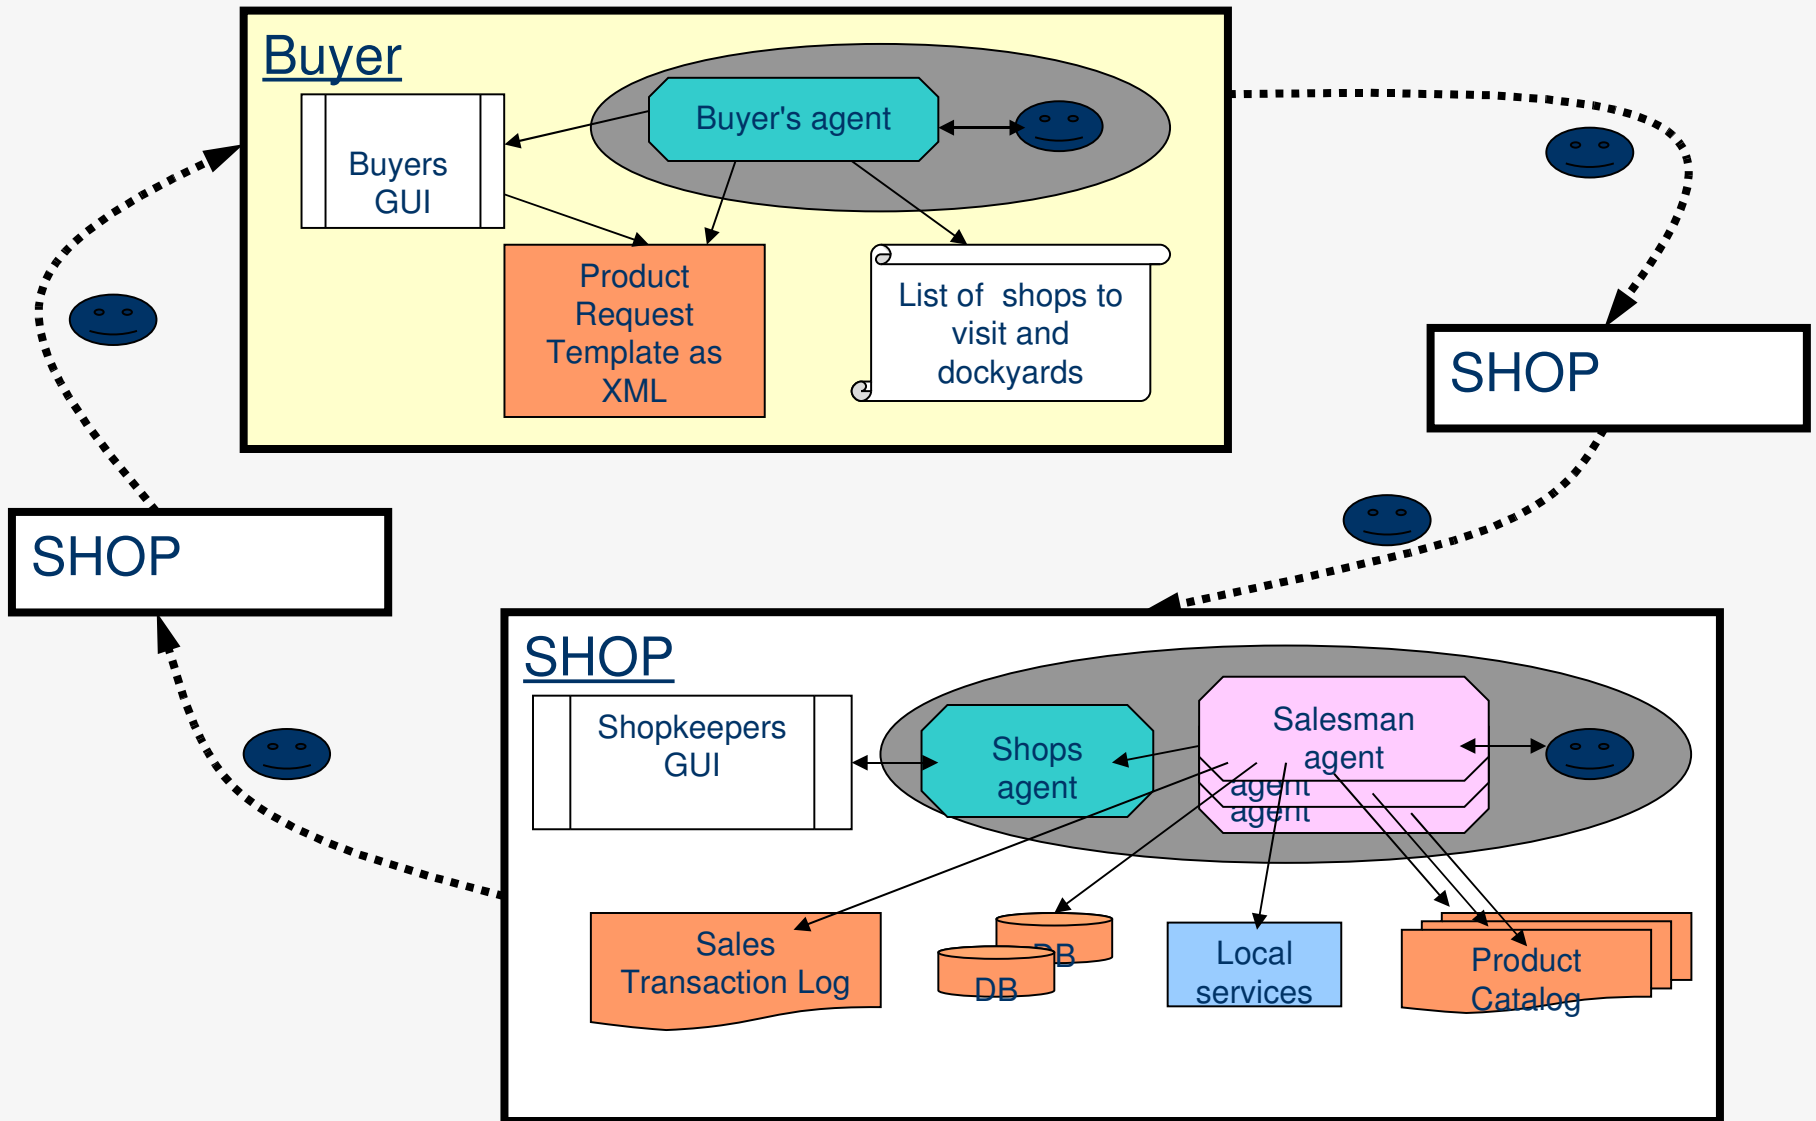 Buyer
Buyer's agent
Buyers
GUI
Product
Request
Template as
XML
List of  shops to
visit and
dockyards
SHOP
SHOP
SHOP
Shopkeepers
GUI
Shops
agent
Salesman
agent
agent
agent
Sales
Transaction Log
DB
DB
Local
services
Product
Catalog